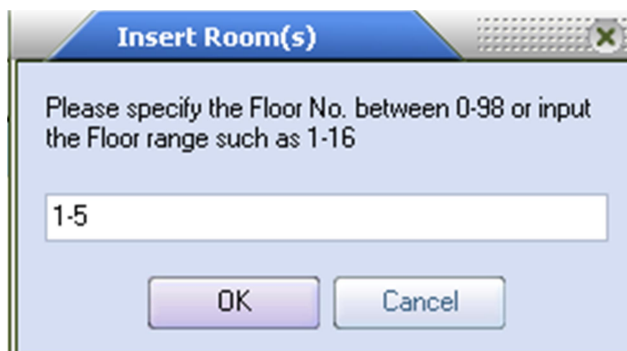 Insert Room(s)
Please specify the Floor No. between 0-98 or input
the Floor range such as 1-16
1-5
OK
Cancel